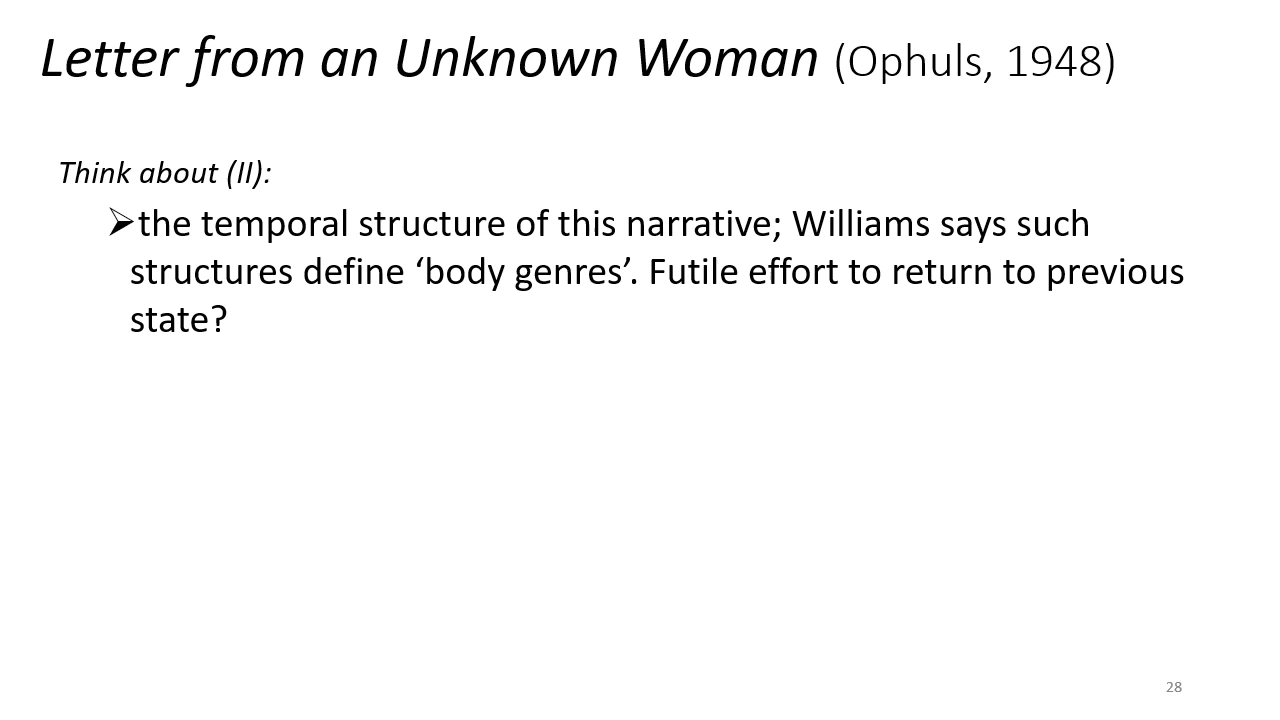 Letter from an Unknown Woman (Ophuls, 1948)
Think about (II):
➢the temporal structure of this narrative; Williams says such
structures define ‘body genres’. Futile effort to return to previous
state?
28